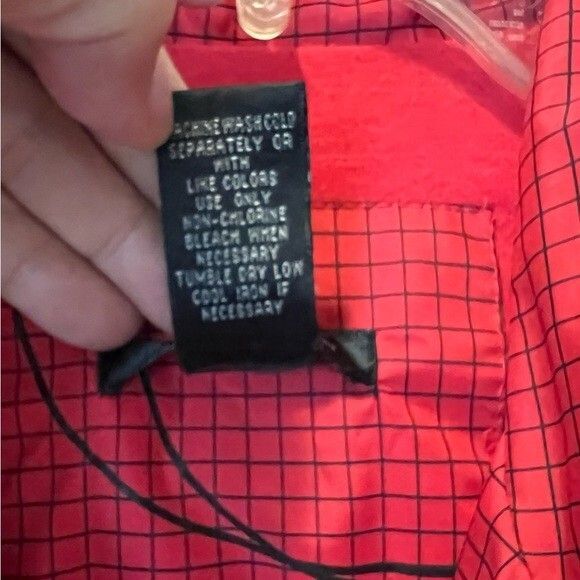 MACHINE WASH COLD
SEPARATELY OR
WITH
LIKE COLORS
USE ONLY
NON-CHLORINE
BLEACH WHEN
NECESSARY
TUMBLE DRY LOW
COOL IRON IF
NECESSARY